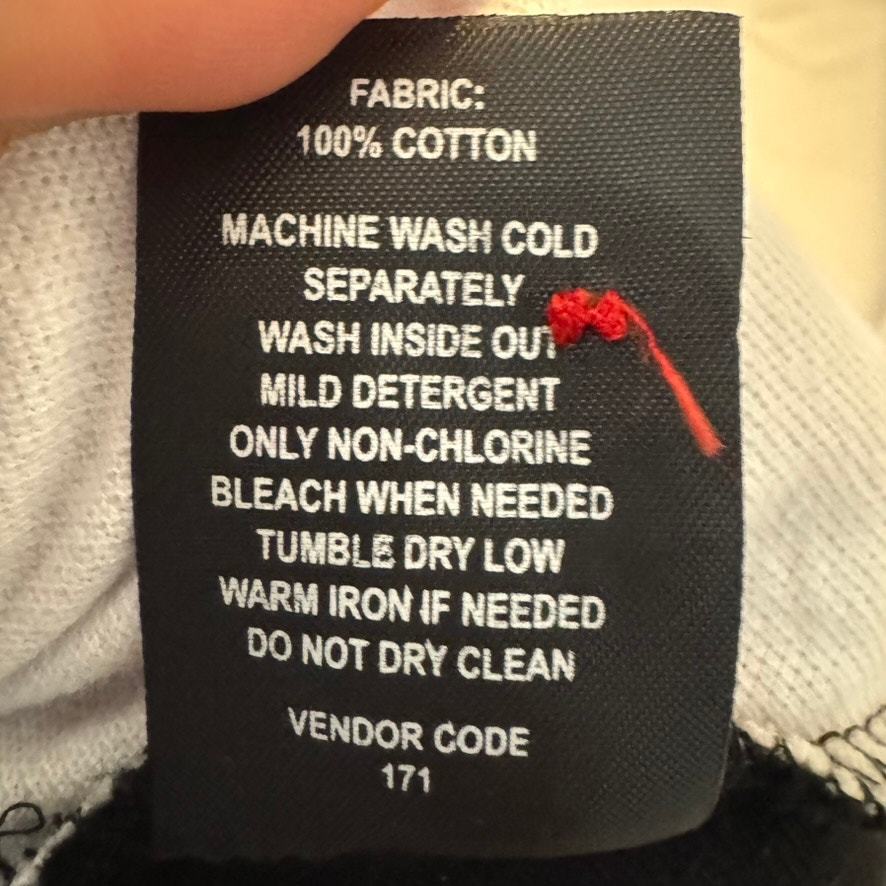 FABRIC:
100% COTTON
MACHINE WASH COLD
SEPARATELY
WASH INSIDE OUT
MILD DETERGENT
ONLY NON-CHLORINE
BLEACH WHEN NEEDED
TUMBLE DRY LOW
WARM IRON IF NEEDED
DO NOT DRY CLEAN
VENDOR CODE
171